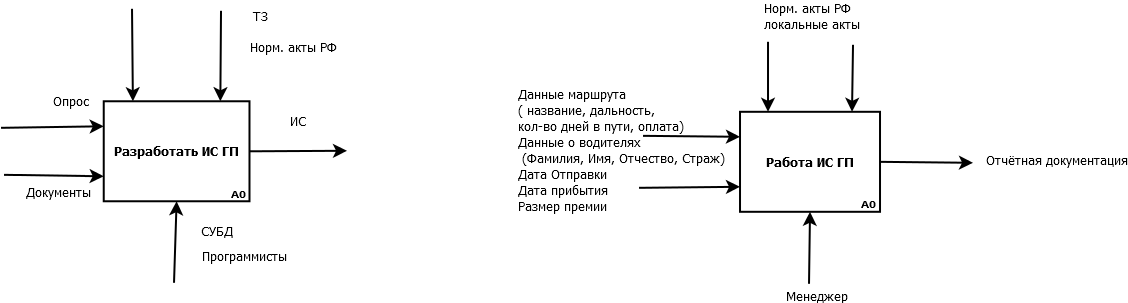 ТЗ
Норм. акты РФ
Опрос
ИС
Разработать ИС ГП
Документы
A0
СУБД
Программисты
Норм. акты РФ
локальные акты
Данные маршрута
( название, дальность,
кол-во дней в пути, оплата)
Данные о водителях
(Фамилия, Имя, Отчество, Страж)
Дата Отправки
Дата прибытия
Размер премии
Работа ИС ГП
A0
Отчётная документация
Менеджер